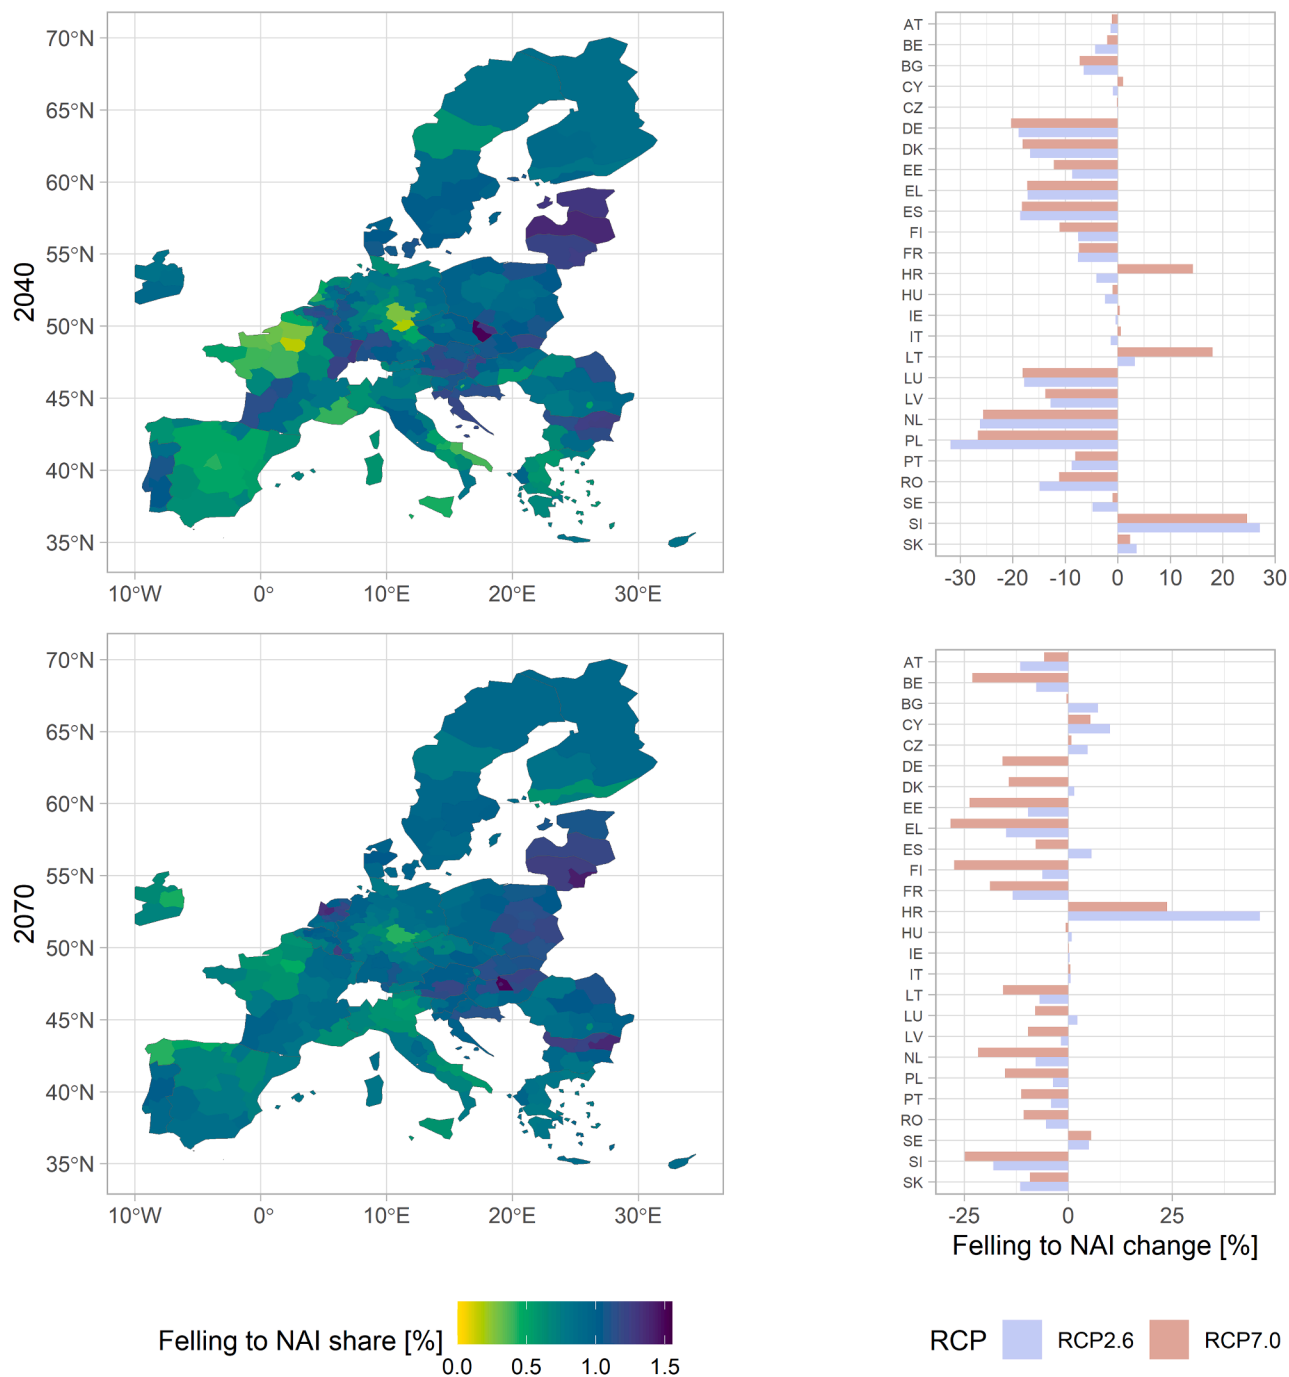 2040
70°N
65°N
60°N
55°N
50°N
45°N
40°N
35°N
10°W 0° 10°E 20°E 30°E
AT
BE
BG
CY
CZ
DE
DK
EE
EL
ES
FI
FR
HR
HU
IE
IT
LT
LU
LV
NL
PL
PT
RO
SE
SI
SK
-30 -20 -10 0 10 20 30
2070
70°N
65°N
60°N
55°N
50°N
45°N
40°N
35°N
10°W 0° 10°E 20°E 30°E
AT
BE
BG
CY
CZ
DE
DK
EE
EL
ES
FI
FR
HR
HU
IE
IT
LT
LU
LV
NL
PL
PT
RO
SE
SI
SK
-25 0 25
Felling to NAI change [%]
Felling to NAI share [%]
0.0 0.5 1.0 1.5
RCP RCP2.6 RCP7.0